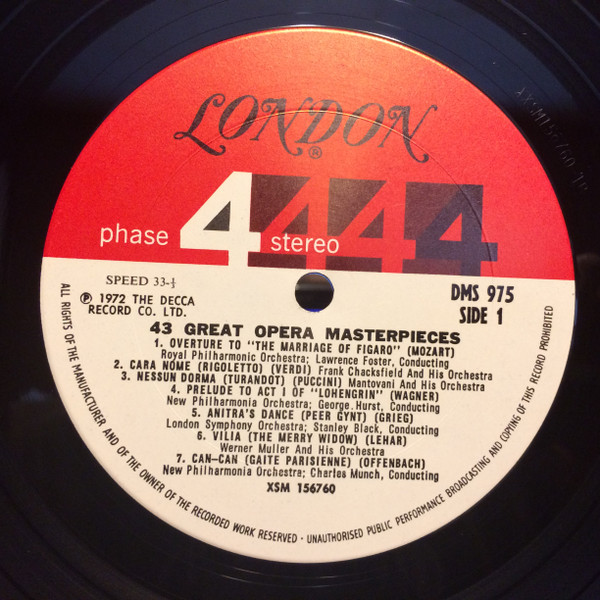 LONDON
®
phase 4 stereo 4 4 4
SPEED 33-⅓
℗ 1972 THE DECCA
RECORD CO. LTD.
DMS 975
SIDE 1
43 GREAT OPERA MASTERPIECES
1. OVERTURE TO "THE MARRIAGE OF FIGARO" (MOZART)
Royal Philharmonic Orchestra; Lawrence Foster, Conducting
2. CARA NOME (RIGOLETTO) (VERDI) Frank Chacksfield And His Orchestra
3. NESSUN DORMA (TURANDOT) (PUCCINI) Mantovani And His Orchestra
4. PRELUDE TO ACT I OF "LOHENGRIN" (WAGNER)
New Philharmonia Orchestra; George Hurst, Conducting
5. ANITRA'S DANCE (PEER GYNT) (GRIEG)
London Symphony Orchestra; Stanley Black, Conducting
6. VILIA (THE MERRY WIDOW) (LEHAR)
Werner Muller And His Orchestra
7. CAN-CAN (GAITE PARISIENNE) (OFFENBACH)
New Philharmonia Orchestra; Charles Munch, Conducting
XSM 156760
ALL RIGHTS OF THE MANUFACTURER AND OF THE OWNER OF THE RECORDED WORK RESERVED · UNAUTHORISED PUBLIC PERFORMANCE BROADCASTING AND COPYING OF THIS RECORD PROHIBITED